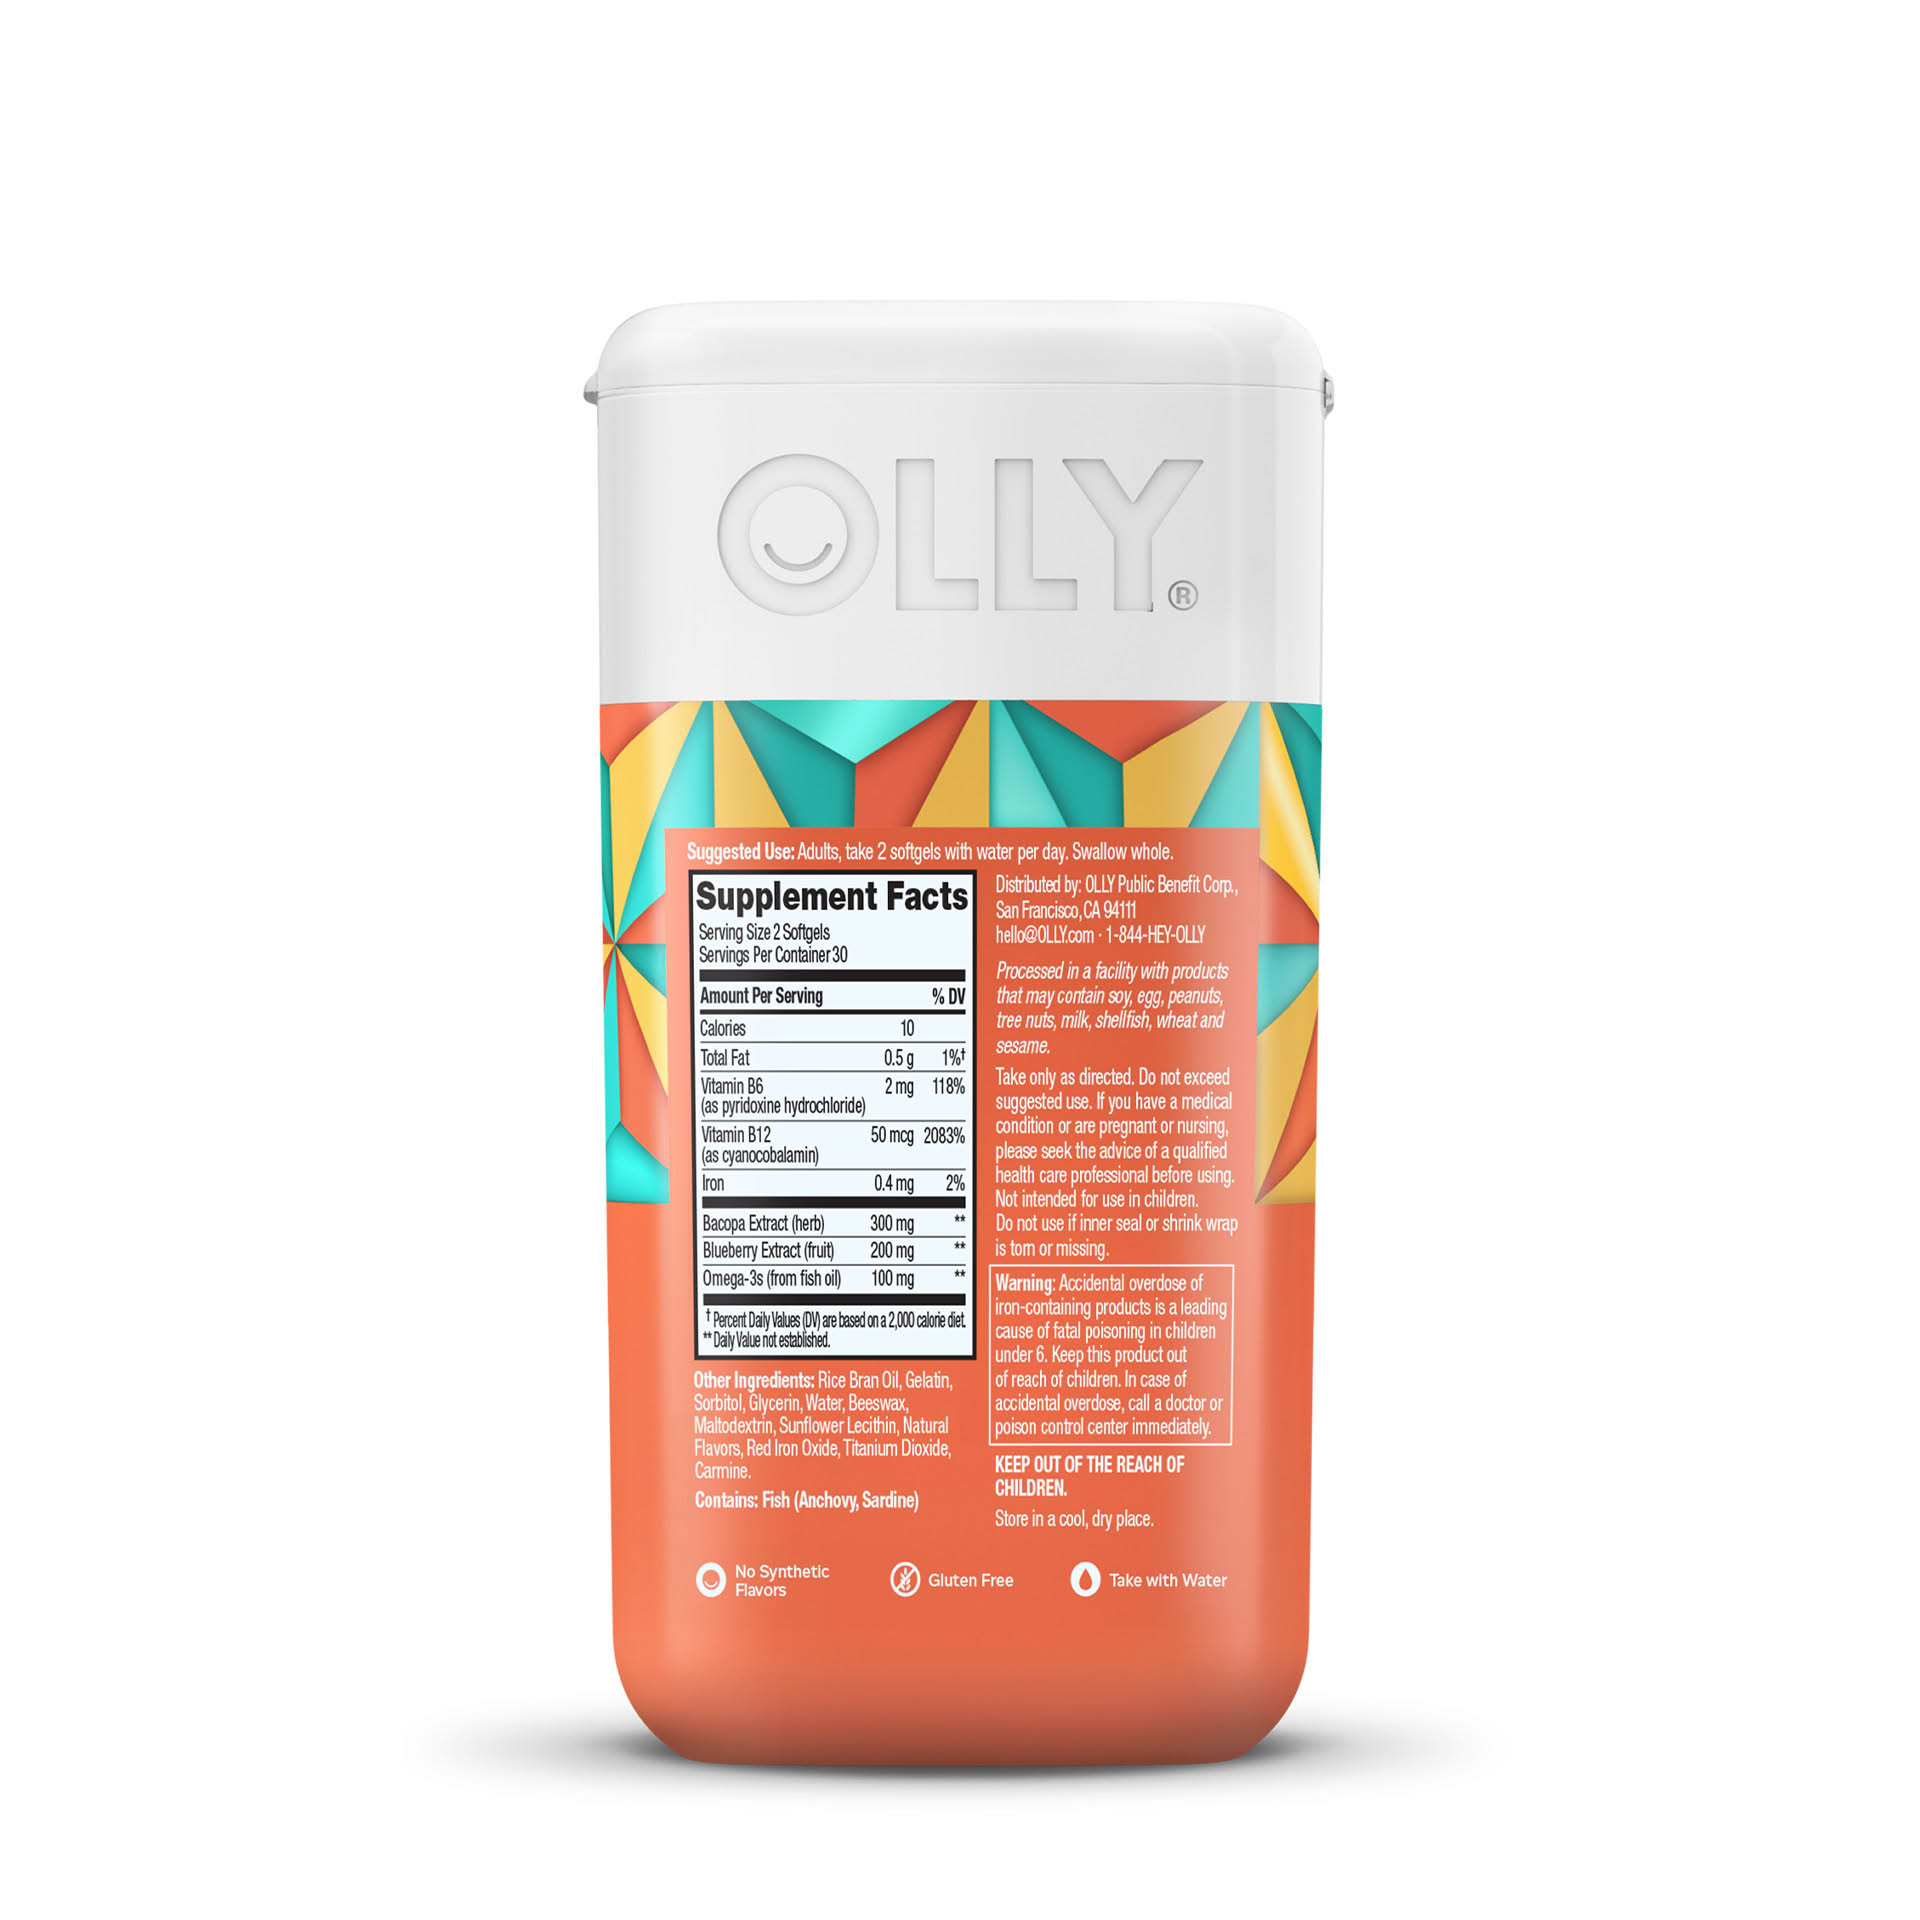 OLLY®
Suggested Use: Adults, take 2 softgels with water per day. Swallow whole.
Supplement Facts
Serving Size 2 Softgels
Servings Per Container 30
Amount Per Serving % DV
Calories 10
Total Fat 0.5 g 1%†
Vitamin B6 2 mg 118%
(as pyridoxine hydrochloride)
Vitamin B12 50 mcg 2083%
(as cyanocobalamin)
Iron 0.4 mg 2%
Bacopa Extract (herb) 300 mg **
Blueberry Extract (fruit) 200 mg **
Omega-3s (from fish oil) 100 mg **
† Percent Daily Values (DV) are based on a 2,000 calorie diet.
** Daily Value not established.
Other Ingredients: Rice Bran Oil, Gelatin,
Sorbitol, Glycerin, Water, Beeswax,
Maltodextrin, Sunflower Lecithin, Natural
Flavors, Red Iron Oxide, Titanium Dioxide,
Carmine.
Contains: Fish (Anchovy, Sardine)
Distributed by: OLLY Public Benefit Corp.,
San Francisco, CA 94111
hello@OLLY.com · 1-844-HEY-OLLY
Processed in a facility with products
that may contain soy, egg, peanuts,
tree nuts, milk, shellfish, wheat and
sesame.
Take only as directed. Do not exceed
suggested use. If you have a medical
condition or are pregnant or nursing,
please seek the advice of a qualified
health care professional before using.
Not intended for use in children.
Do not use if inner seal or shrink wrap
is torn or missing.
Warning: Accidental overdose of
iron-containing products is a leading
cause of fatal poisoning in children
under 6. Keep this product out
of reach of children. In case of
accidental overdose, call a doctor or
poison control center immediately.
KEEP OUT OF THE REACH OF
CHILDREN.
Store in a cool, dry place.
No Synthetic
Flavors
Gluten Free
Take with Water